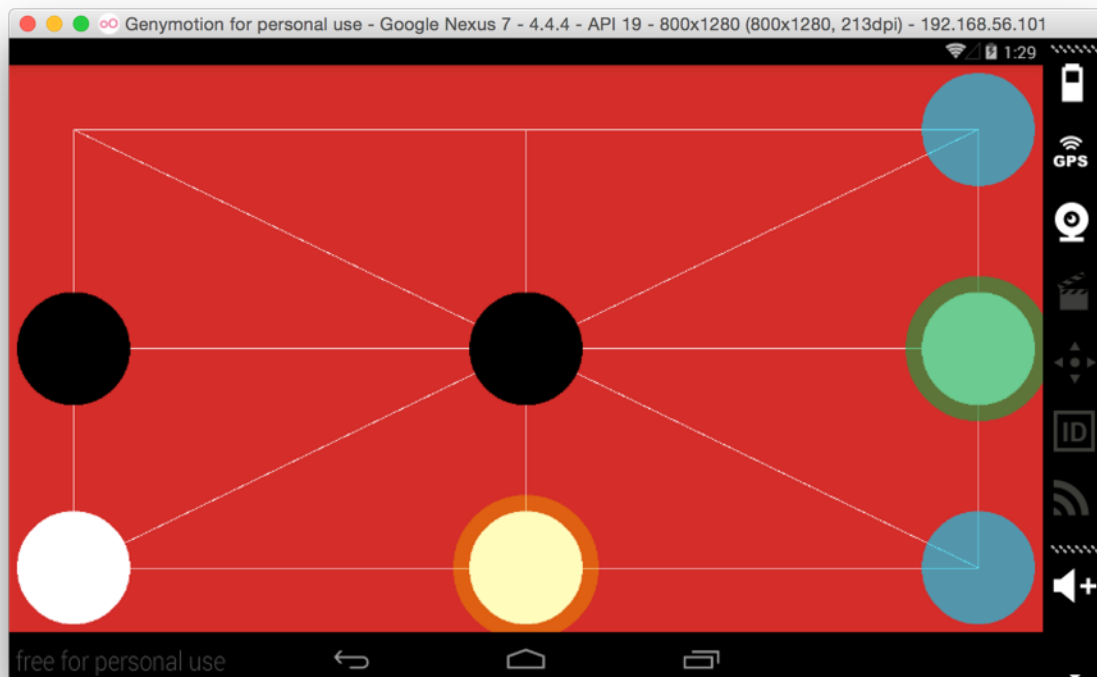 Genymotion for personal use - Google Nexus 7 - 4.4.4 - API 19 - 800x1280 (800x1280, 213dpi) - 192.168.56.101
1:29
GPS
ID
free for personal use